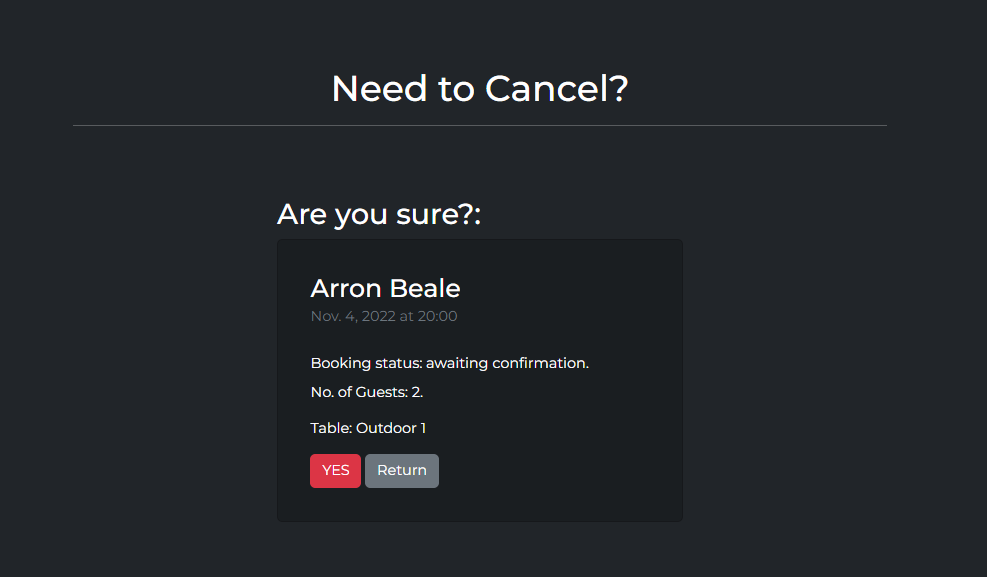 Need to Cancel?
Are you sure?:
Arron Beale
Nov. 4, 2022 at 20:00
Booking status: awaiting confirmation.
No. of Guests: 2.
Table: Outdoor 1
YES Return